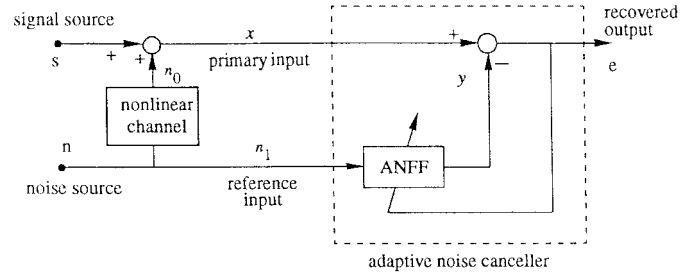 signal source
s
+
+
n0
x
primary input
+
−
y
recovered
output
e
nonlinear
channel
n
noise source
n1
reference
input
ANFF
adaptive noise canceller